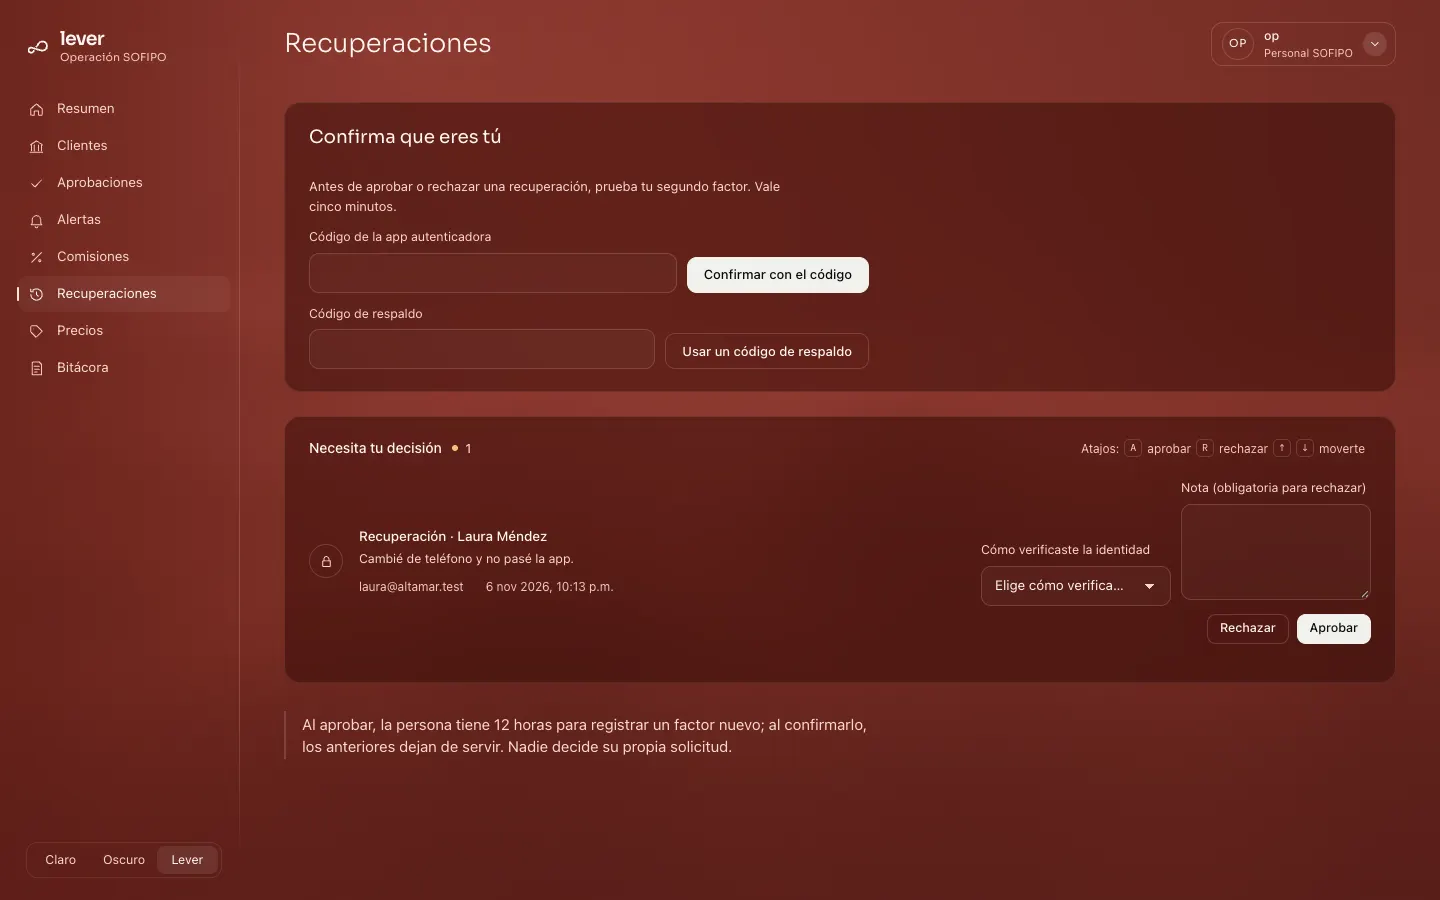 lever
Operación SOFIPO
Resumen
Clientes
Aprobaciones
Alertas
Comisiones
Recuperaciones
Precios
Bitácora
Claro Oscuro Lever
Recuperaciones
OP
op
Personal SOFIPO
Confirma que eres tú
Antes de aprobar o rechazar una recuperación, prueba tu segundo factor. Vale
cinco minutos.
Código de la app autenticadora
Confirmar con el código
Código de respaldo
Usar un código de respaldo
Necesita tu decisión • 1
Atajos: A aprobar R rechazar ↑ ↓ moverte
Recuperación · Laura Méndez
Cambié de teléfono y no pasé la app.
laura@altamar.test 6 nov 2026, 10:13 p.m.
Cómo verificaste la identidad
Elige cómo verifica...
Nota (obligatoria para rechazar)
Rechazar Aprobar
Al aprobar, la persona tiene 12 horas para registrar un factor nuevo; al confirmarlo,
los anteriores dejan de servir. Nadie decide su propia solicitud.